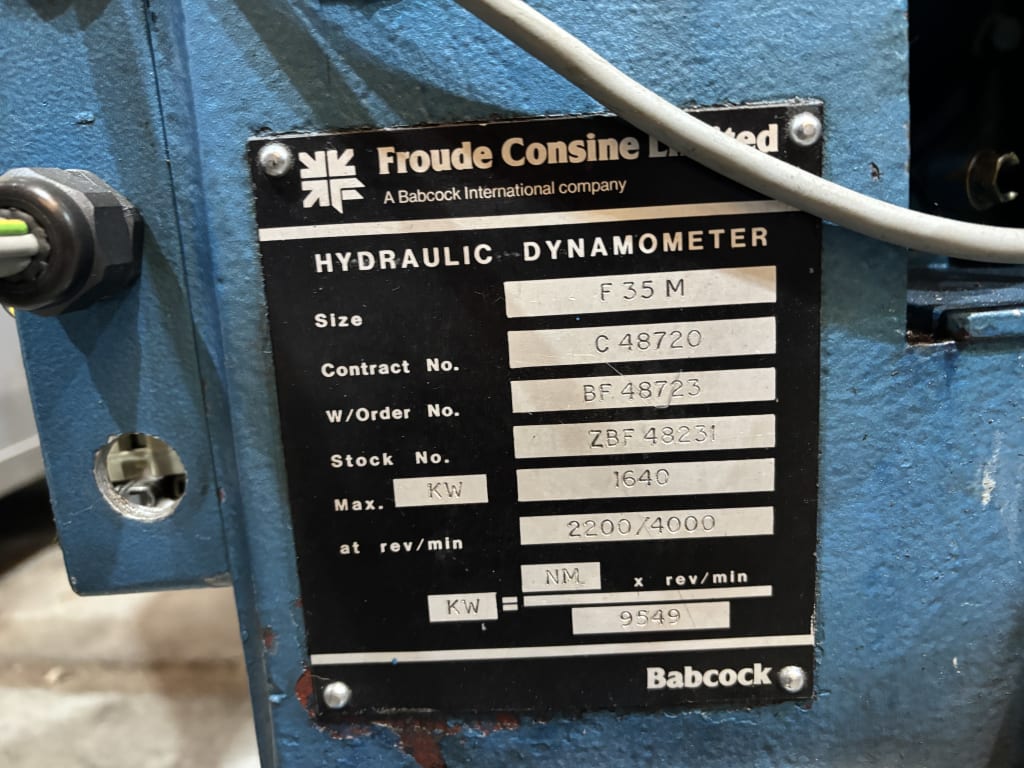 Froude Consine Limited
A Babcock International company
HYDRAULIC DYNAMOMETER
Size F 35 M
Contract No. C 48720
W/Order No. BF 48723
Stock No. ZBF 48231
Max. KW 1640
at rev/min 2200/4000
KW = NM x rev/min
9549
Babcock